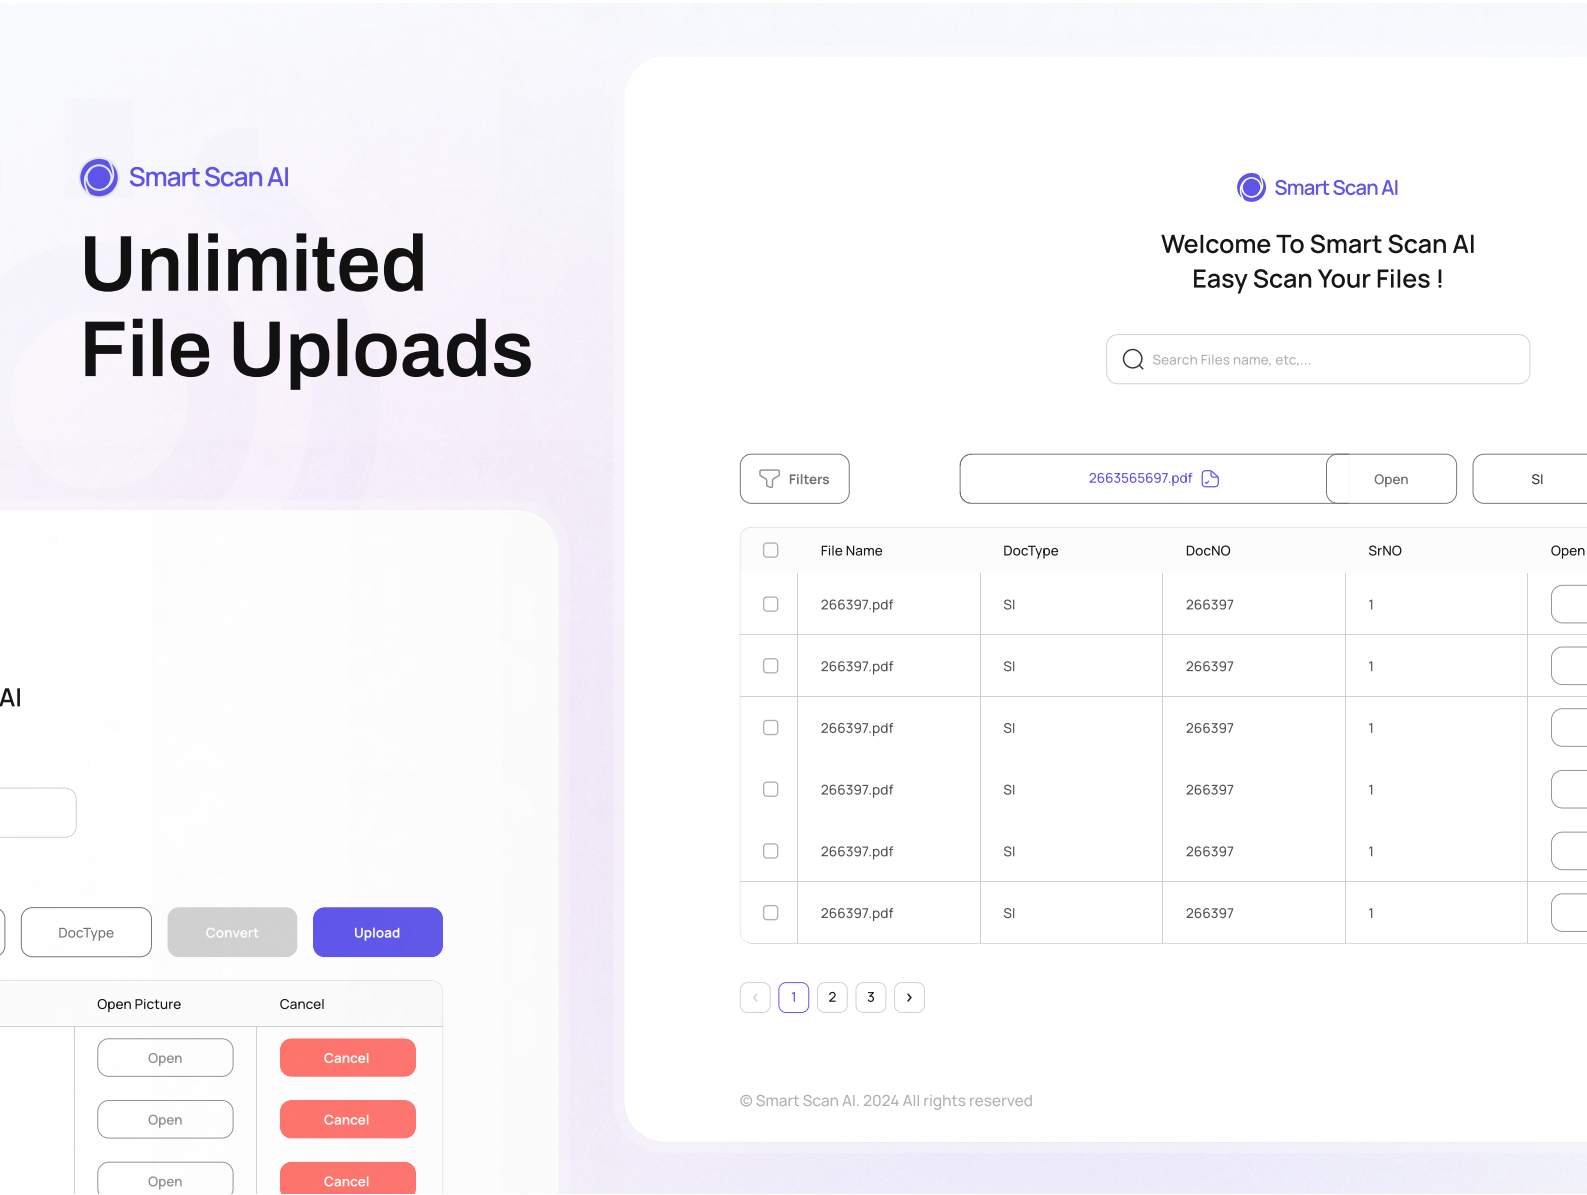 Smart Scan AI
Unlimited
File Uploads
AI
DocType
Convert
Upload
Open Picture
Cancel
Open
Cancel
Open
Cancel
Open
Cancel
Smart Scan AI
Welcome To Smart Scan AI
Easy Scan Your Files !
Search Files name, etc,...
Filters
2663565697.pdf
Open
SI
File Name DocType DocNO SrNO Open
266397.pdf SI 266397 1
266397.pdf SI 266397 1
266397.pdf SI 266397 1
266397.pdf SI 266397 1
266397.pdf SI 266397 1
266397.pdf SI 266397 1
‹ 1 2 3 ›
© Smart Scan AI. 2024 All rights reserved